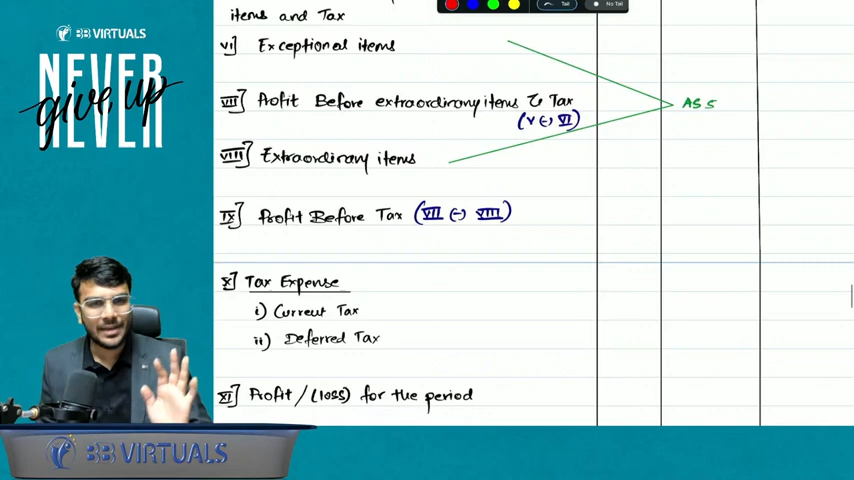 items and Tax
VI] Exceptional items
VII] Profit Before extraordinary items & Tax
(V (-) VI)
VIII] Extraordinary items
IX] Profit Before Tax (VII (-) VIII)
X] Tax Expense
i) Current Tax
ii) Deferred Tax
XI] Profit / (loss) for the period
AS 5
Tail
No Tail
BB VIRTUALS
NEVER
give up
NEVER
BB VIRTUALS